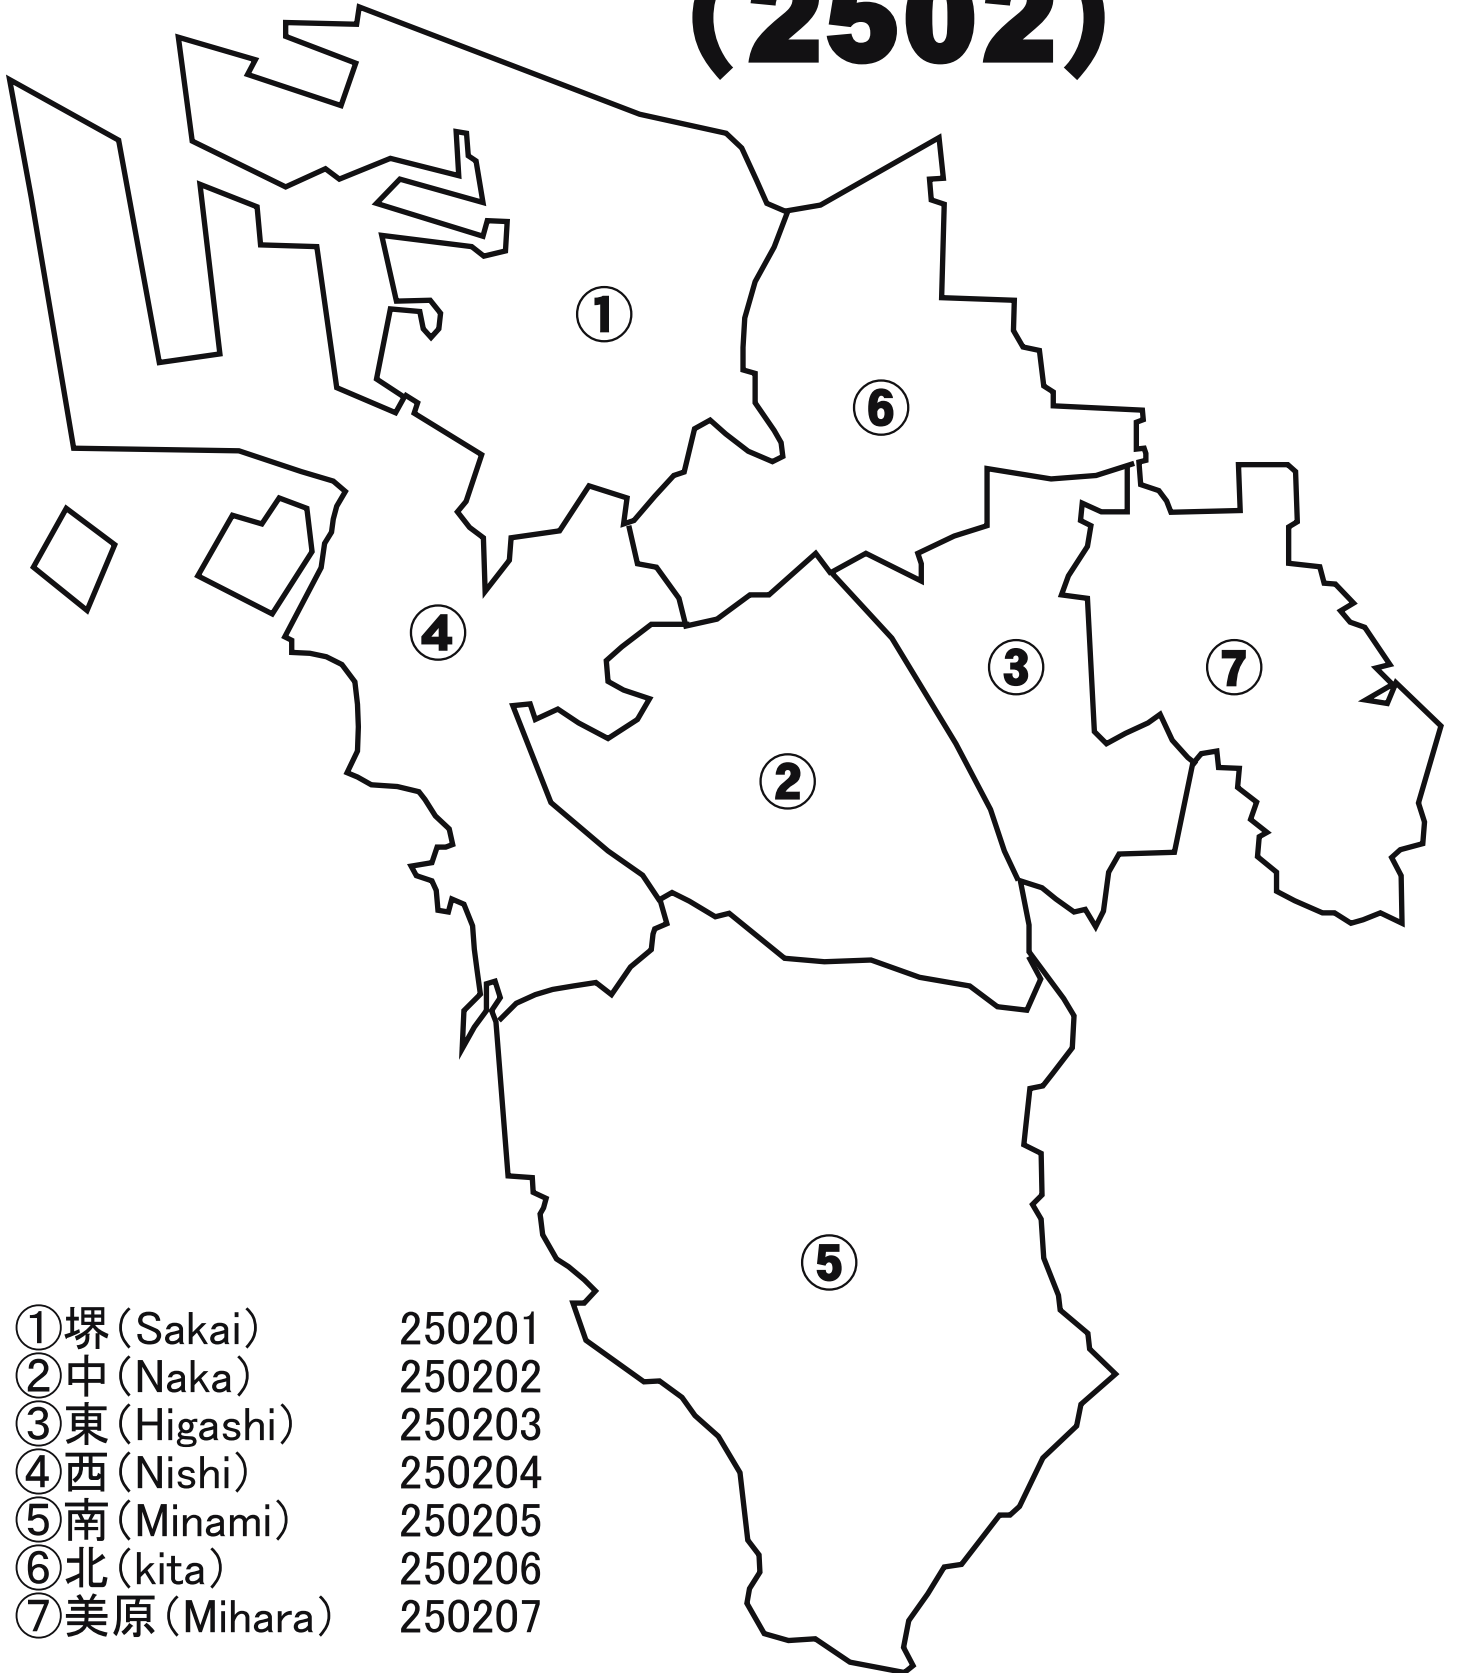 （2502）
①
⑥
④
③
⑦
②
⑤
①堺（Sakai） 250201
②中（Naka） 250202
③東（Higashi） 250203
④西（Nishi） 250204
⑤南（Minami） 250205
⑥北（kita） 250206
⑦美原（Mihara） 250207